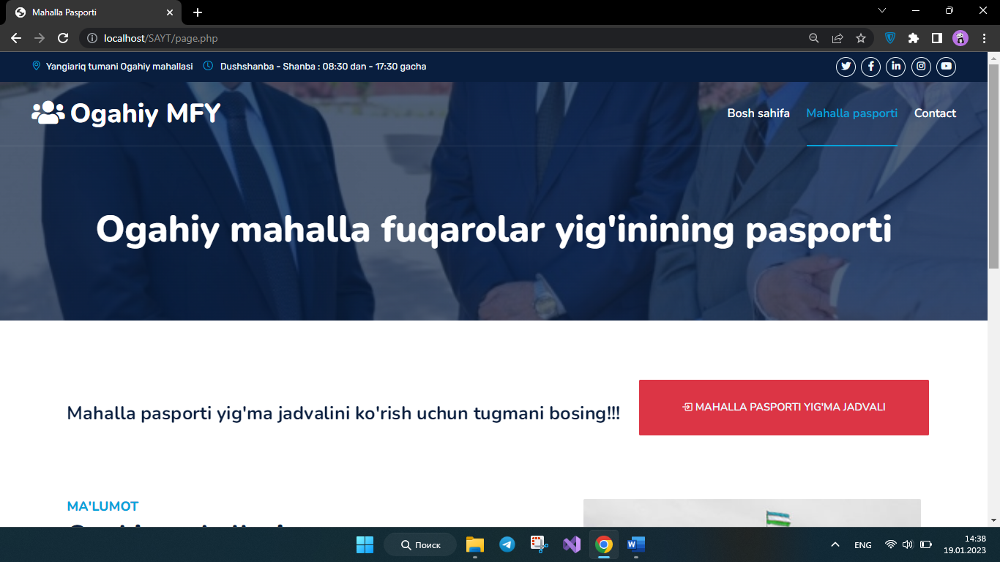 Mahalla Pasporti
localhost/SAYT/page.php
Yangiariq tumani Ogahiy mahallasi Dushshanba - Shanba : 08:30 dan - 17:30 gacha
Ogahiy MFY
Bosh sahifa Mahalla pasporti Contact
Ogahiy mahalla fuqarolar yig'inining pasporti
Mahalla pasporti yig'ma jadvalini ko'rish uchun tugmani bosing!!!
MAHALLA PASPORTI YIG'MA JADVALI
MA'LUMOT
Поиск
ENG
14:38
19.01.2023